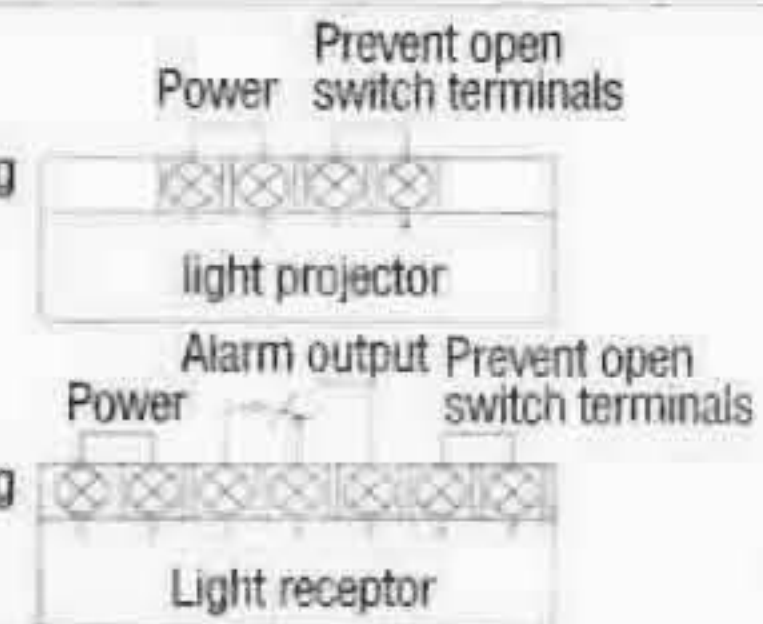 Prevent open
Power switch terminals
g
light projector
Alarm output Prevent open
Power switch terminals
g
Light receptor